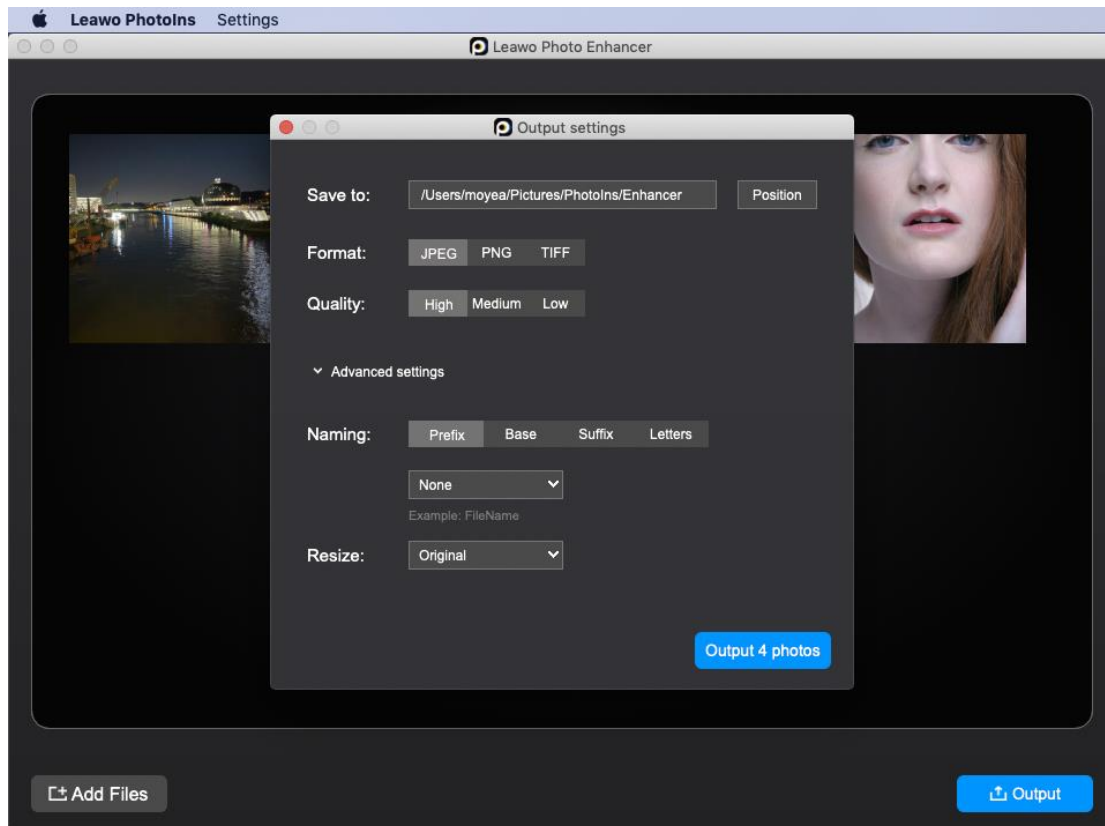 Leawo PhotoIns Settings
Leawo Photo Enhancer
Output settings
Save to: /Users/moyea/Pictures/PhotoIns/Enhancer Position
Format: JPEG PNG TIFF
Quality: High Medium Low
Advanced settings
Naming: Prefix Base Suffix Letters
None
Example: FileName
Resize: Original
Output 4 photos
Add Files Output